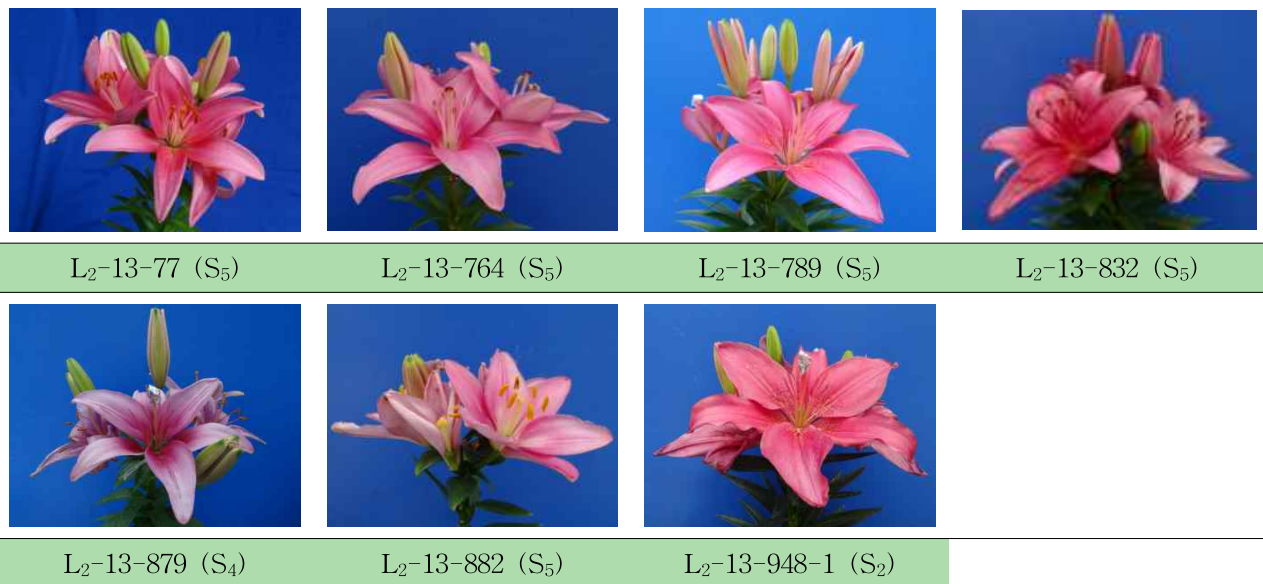 L₂-13-77 (S₅) L₂-13-764 (S₅) L₂-13-789 (S₅) L₂-13-832 (S₅)
L₂-13-879 (S₄) L₂-13-882 (S₅) L₂-13-948-1 (S₂)